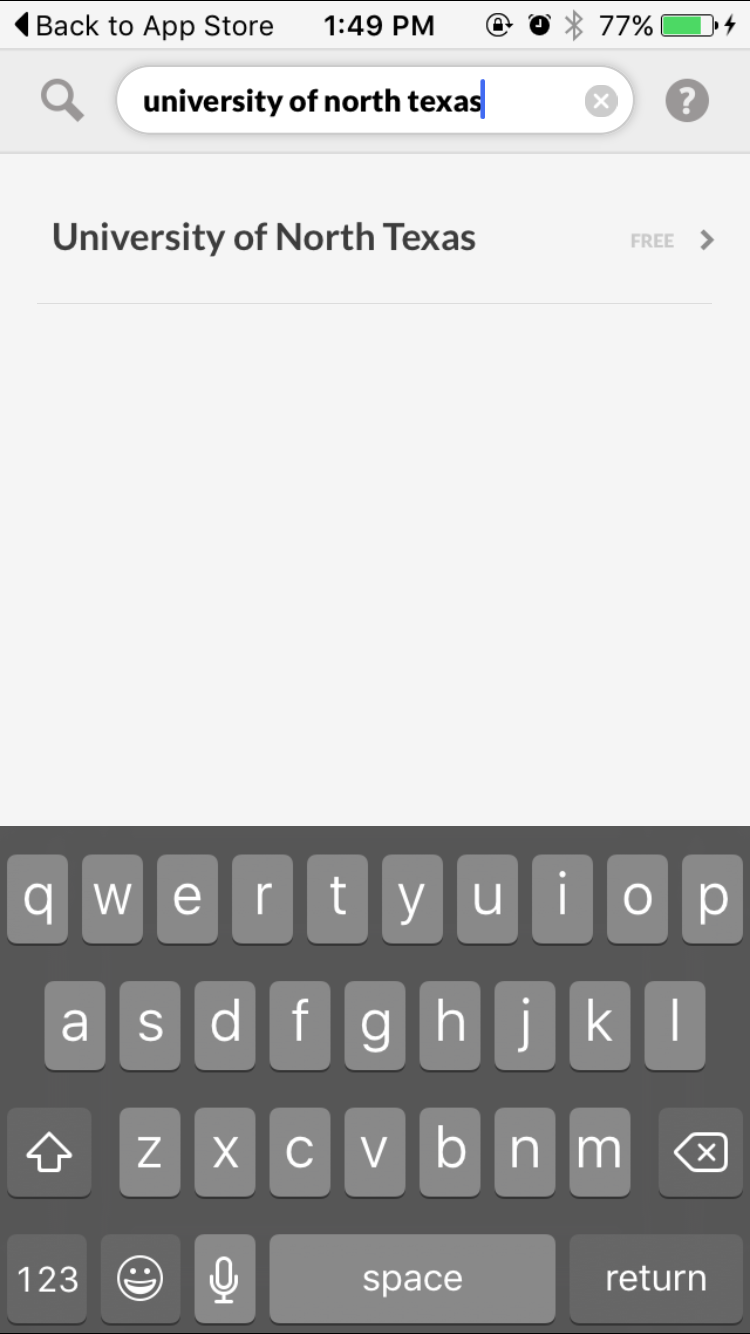 Back to App Store 1:49 PM 77%
university of north texas
?
University of North Texas FREE
q w e r t y u i o p
a s d f g h j k l
z x c v b n m
123 space return